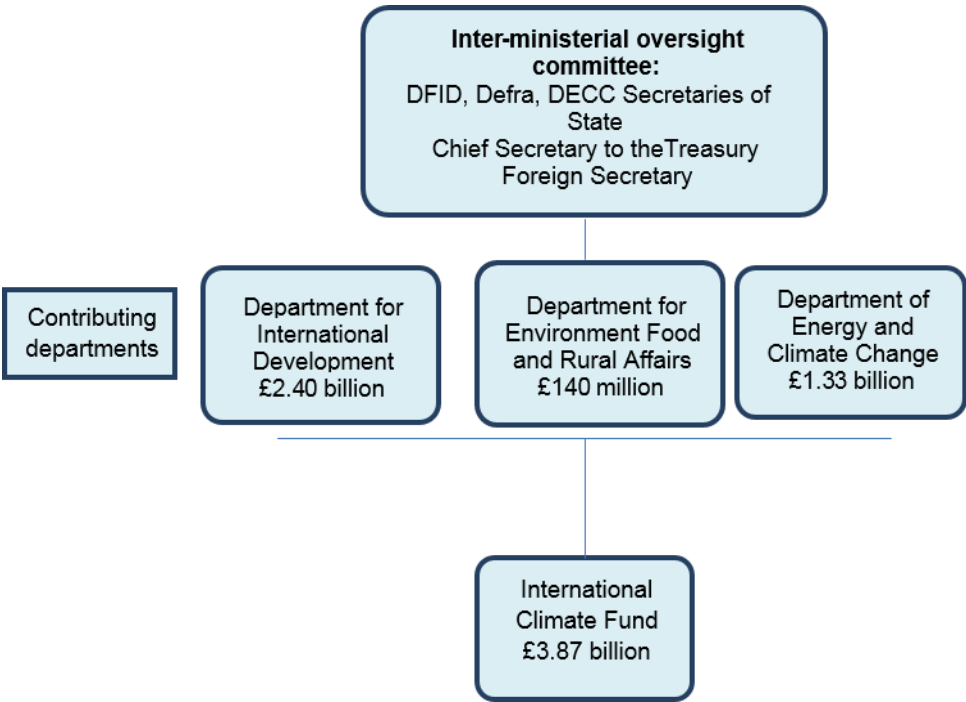 Inter-ministerial oversight
committee:
DFID, Defra, DECC Secretaries of
State
Chief Secretary to theTreasury
Foreign Secretary
Contributing
departments
Department for
International
Development
£2.40 billion
Department for
Environment Food
and Rural Affairs
£140 million
Department of
Energy and
Climate Change
£1.33 billion
International
Climate Fund
£3.87 billion